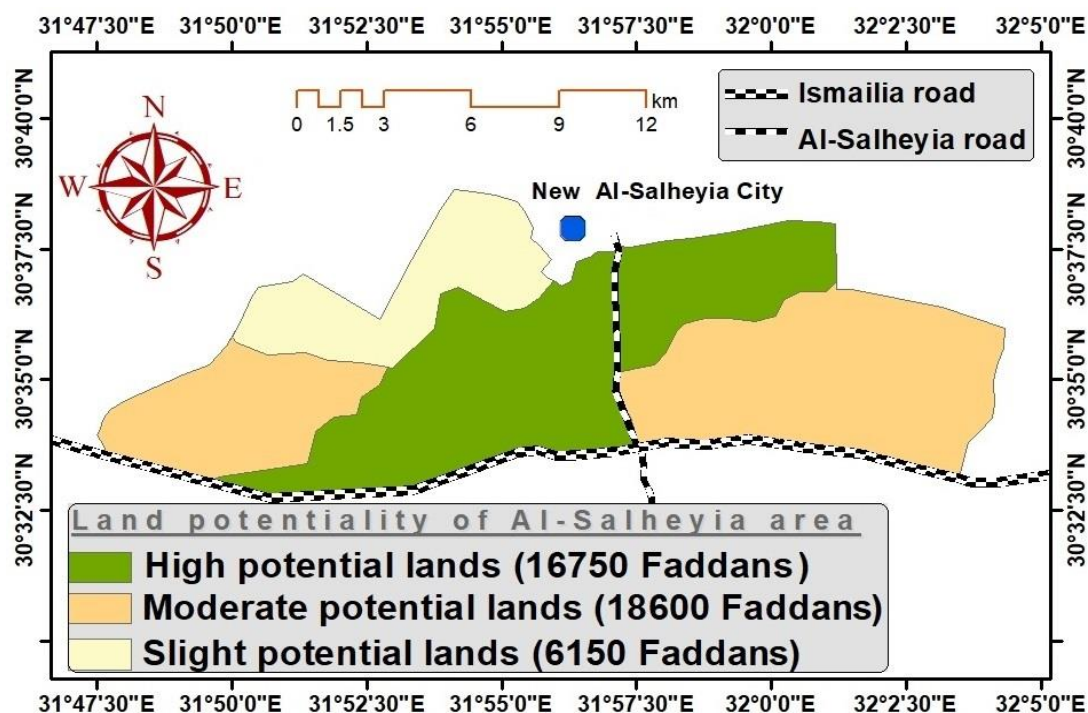 31°47'30"E 31°50'0"E 31°52'30"E 31°55'0"E 31°57'30"E 32°0'0"E 32°2'30"E 32°5'0"E
30°40'0"N
30°37'30"N
30°35'0"N
30°32'30"N
N
W E
S
km
0 1.5 3 6 9 12
Ismailia road
Al-Salheyia road
New Al-Salheyia City
30°40'0"N
30°37'30"N
30°35'0"N
30°32'30"N
Land potentiality of Al-Salheyia area
High potential lands (16750 Faddans)
Moderate potential lands (18600 Faddans)
Slight potential lands (6150 Faddans)
31°47'30"E 31°50'0"E 31°52'30"E 31°55'0"E 31°57'30"E 32°0'0"E 32°2'30"E 32°5'0"E